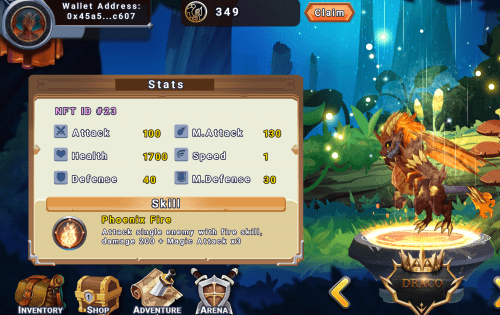 Wallet Address:
0x45a5...c607
349
Claim
Stats
NFT ID #23
Attack 100 M.Attack 130
Health 1700 Speed 1
Defense 40 M.Defense 30
Skill
Phoenix Fire
Attack single enemy with fire skill,
damage 200 + Magic Attack x3
DRACO
INVENTORY SHOP ADVENTURE ARENA